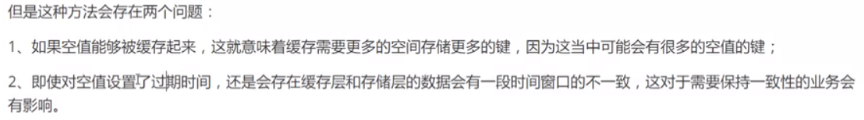 但是这种方法会存在两个问题：
1、如果空值能够被缓存起来，这就意味着缓存需要更多的空间存储更多的键，因为这当中可能会有很多的空值的键；
2、即使对空值设置了过期时间，还是会存在缓存层和存储层的数据会有一段时间窗口的不一致，这对于需要保持一致性的业务会
有影响。